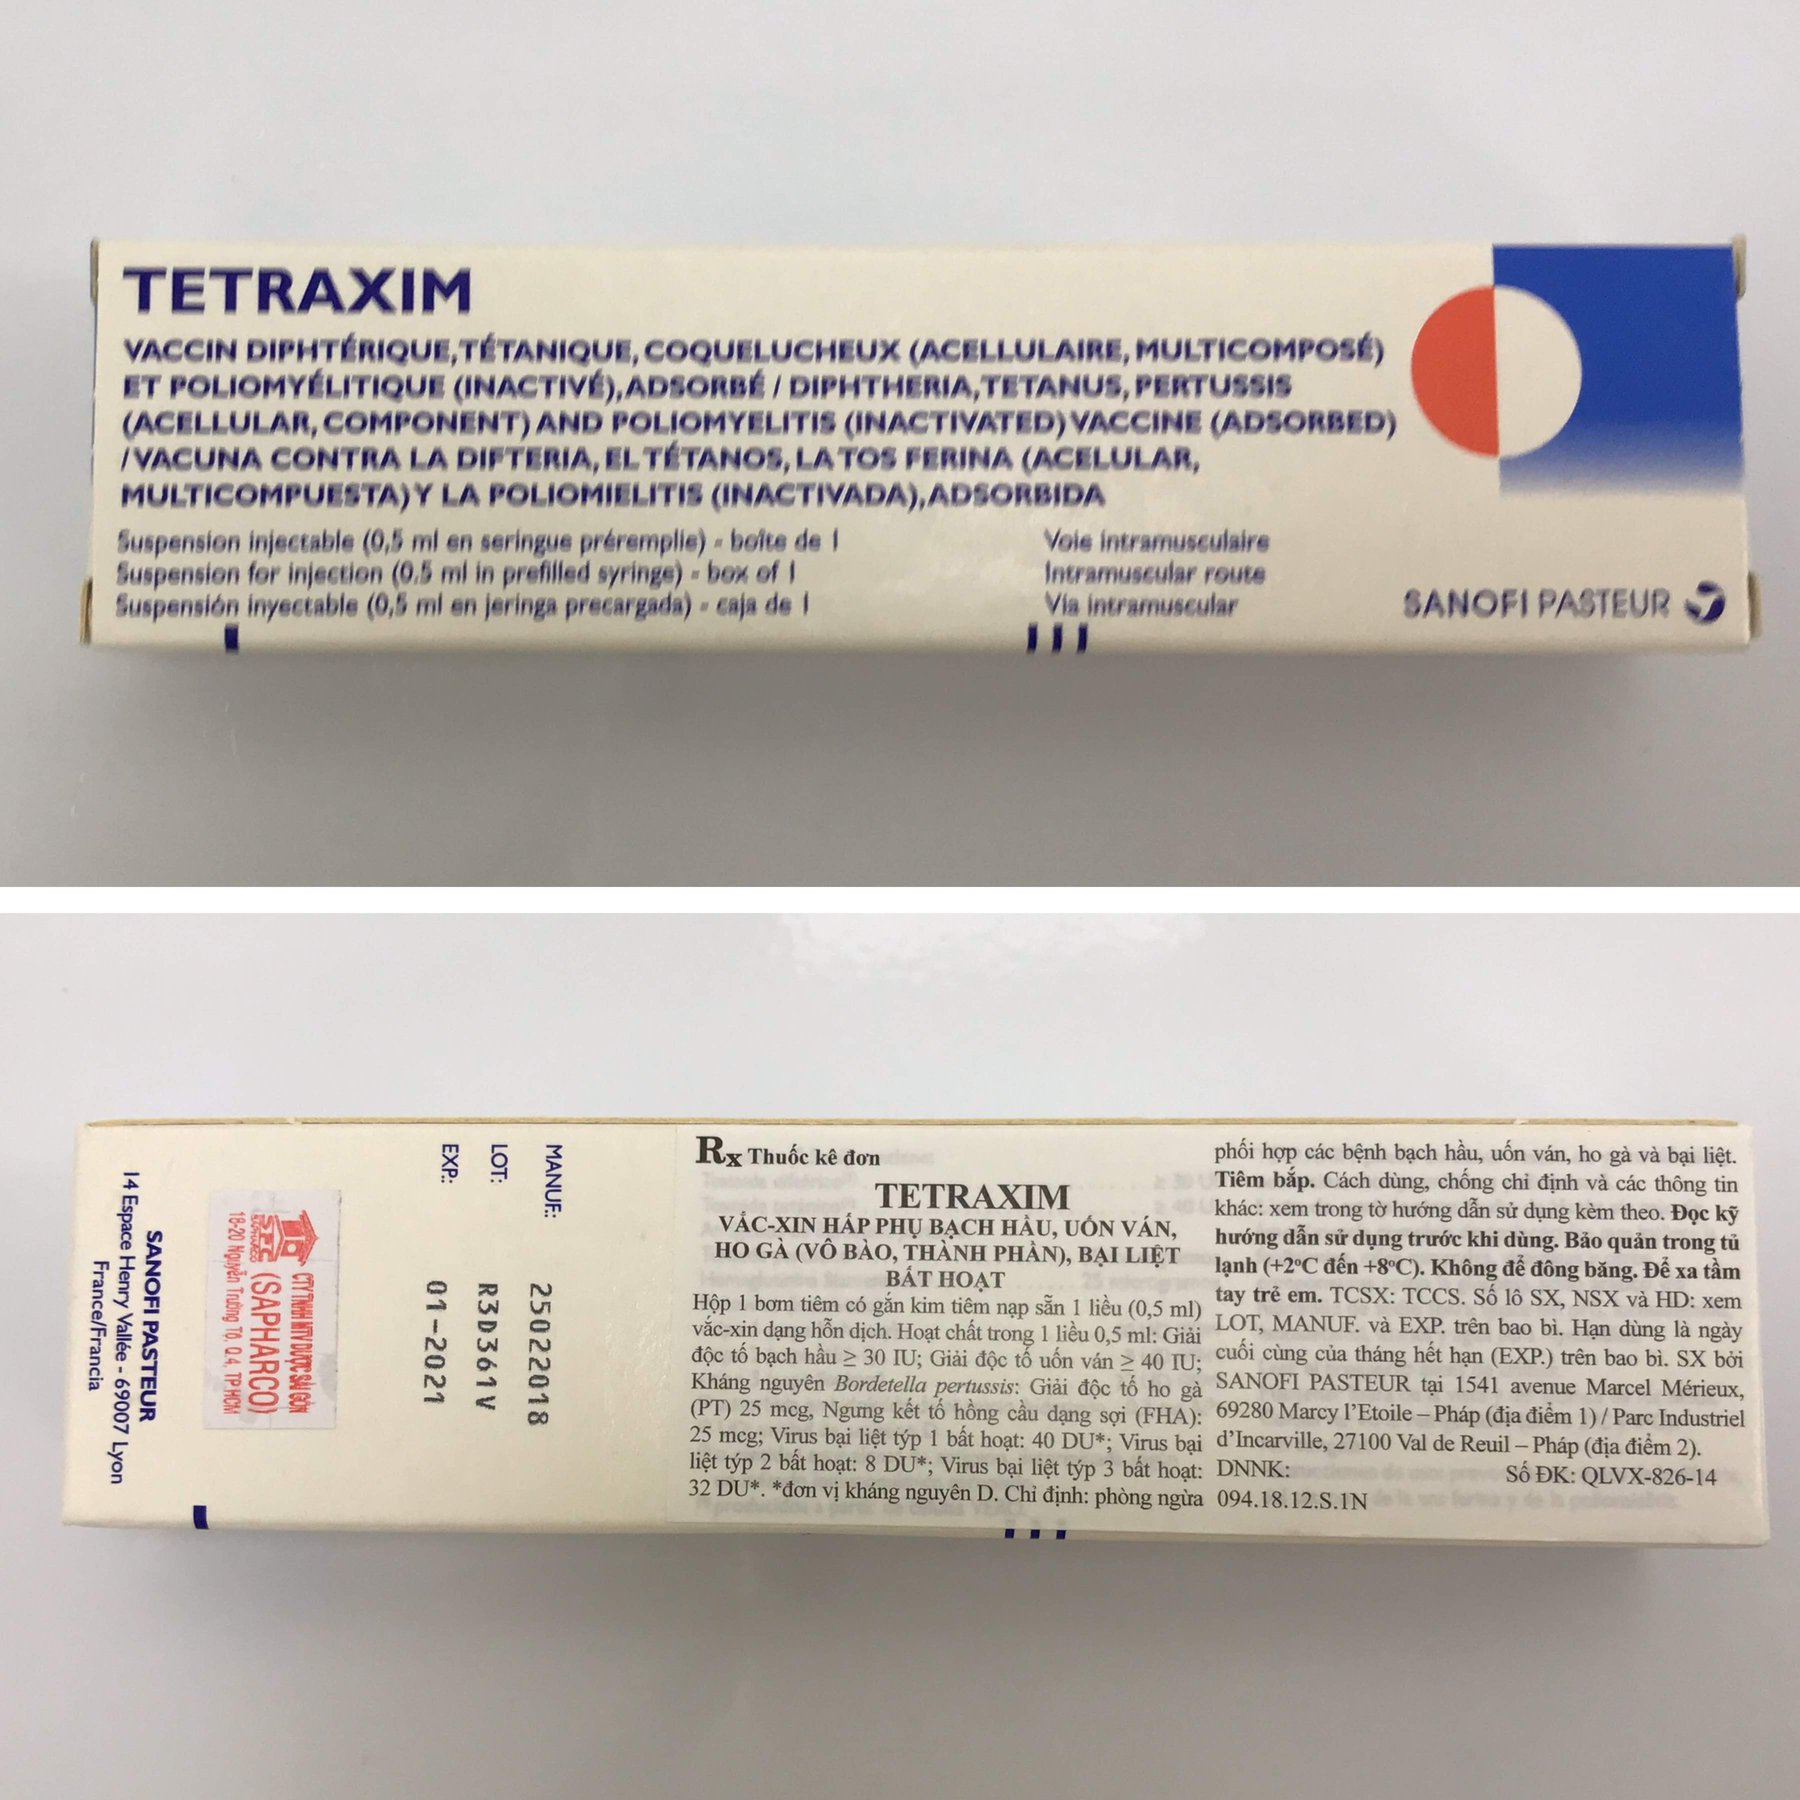 TETRAXIM
VACCIN DIPHTÉRIQUE, TÉTANIQUE, COQUELUCHEUX (ACELLULAIRE, MULTICOMPOSÉ)
ET POLIOMYÉLITIQUE (INACTIVÉ), ADSORBÉ / DIPHTHERIA, TETANUS, PERTUSSIS
(ACELLULAR, COMPONENT) AND POLIOMYELITIS (INACTIVATED) VACCINE (ADSORBED)
/ VACUNA CONTRA LA DIFTERIA, EL TÉTANOS, LA TOS FERINA (ACELULAR,
MULTICOMPUESTA) Y LA POLIOMIELITIS (INACTIVADA), ADSORBIDA
Suspension injectable (0,5 ml en seringue préremplie) - boîte de 1
Suspension for injection (0.5 ml in prefilled syringe) - box of 1
Suspensión inyectable (0,5 ml en jeringa precargada) - caja de 1
Voie intramusculaire
Intramuscular route
Vía intramuscular
SANOFI PASTEUR
SANOFI PASTEUR
14 Espace Henry Vallée - 69007 Lyon
France/Francia
CTY TNHH MTV DƯỢC SÀI GÒN
SPC (SAPHARCO)
SAPHARCO
18-20 Nguyễn Trường Tộ, Q.4, TP.HCM
MANUF.: 25022018
LOT: R3D361V
EXP.: 01-2021
Rx Thuốc kê đơn
TETRAXIM
VẮC-XIN HẤP PHỤ BẠCH HẦU, UỐN VÁN,
HO GÀ (VÔ BÀO, THÀNH PHẦN), BẠI LIỆT
BẤT HOẠT
Hộp 1 bơm tiêm có gắn kim tiêm nạp sẵn 1 liều (0,5 ml)
vắc-xin dạng hỗn dịch. Hoạt chất trong 1 liều 0,5 ml: Giải
độc tố bạch hầu ≥ 30 IU; Giải độc tố uốn ván ≥ 40 IU;
Kháng nguyên Bordetella pertussis: Giải độc tố ho gà
(PT) 25 mcg, Ngưng kết tố hồng cầu dạng sợi (FHA):
25 mcg; Virus bại liệt týp 1 bất hoạt: 40 DU*; Virus bại
liệt týp 2 bất hoạt: 8 DU*; Virus bại liệt týp 3 bất hoạt:
32 DU*. *đơn vị kháng nguyên D. Chỉ định: phòng ngừa
phối hợp các bệnh bạch hầu, uốn ván, ho gà và bại liệt.
Tiêm bắp. Cách dùng, chống chỉ định và các thông tin
khác: xem trong tờ hướng dẫn sử dụng kèm theo. Đọc kỹ
hướng dẫn sử dụng trước khi dùng. Bảo quản trong tủ
lạnh (+2ºC đến +8ºC). Không để đông băng. Để xa tầm
tay trẻ em. TCSX: TCCS. Số lô SX, NSX và HD: xem
LOT, MANUF. và EXP. trên bao bì. Hạn dùng là ngày
cuối cùng của tháng hết hạn (EXP.) trên bao bì. SX bởi
SANOFI PASTEUR tại 1541 avenue Marcel Mérieux,
69280 Marcy l'Etoile – Pháp (địa điểm 1) / Parc Industriel
d'Incarville, 27100 Val de Reuil – Pháp (địa điểm 2).
DNNK: Số ĐK: QLVX-826-14
094.18.12.S.1N